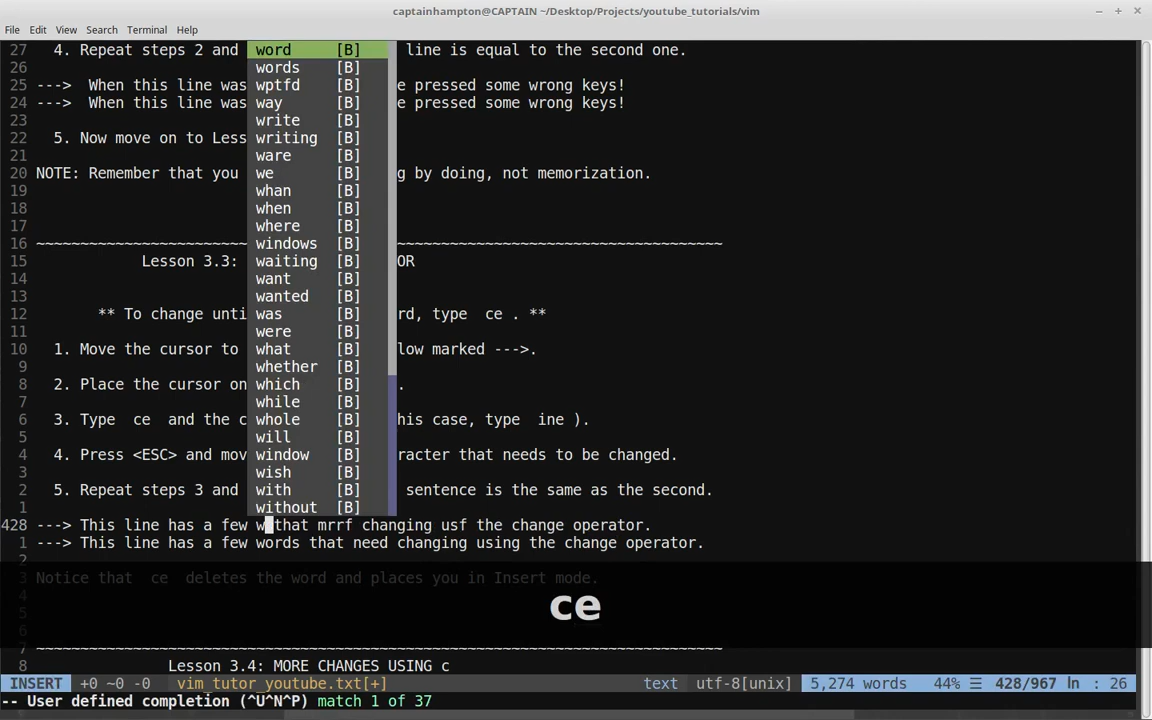 captainhampton@CAPTAIN ~/Desktop/Projects/youtube_tutorials/vim
File Edit View Search Terminal Help
27 4. Repeat steps 2 and word [B] line is equal to the second one.
26 words [B]
25 ---> When this line was wptfd [B] e pressed some wrong keys!
24 ---> When this line was way [B] e pressed some wrong keys!
23 write [B]
22 5. Now move on to Less writing [B]
21 ware [B]
20 NOTE: Remember that you we [B] g by doing, not memorization.
19 whan [B]
18 when [B]
17 where [B]
16 ~~~~~~~~~~~~~~~~~~~~~~~~ windows [B] ~~~~~~~~~~~~~~~~~~~~~~~~~~~~~~~~~~~~~
15 Lesson 3.3: waiting [B] OR
14 want [B]
13 wanted [B]
12 ** To change unti was [B] rd, type ce . **
11 were [B]
10 1. Move the cursor to what [B] low marked --->.
9 whether [B]
8 2. Place the cursor on which [B] .
7 while [B]
6 3. Type ce and the c whole [B] his case, type ine ).
5 will [B]
4 4. Press <ESC> and mov window [B] racter that needs to be changed.
3 wish [B]
2 5. Repeat steps 3 and with [B] sentence is the same as the second.
1 without [B]
428 ---> This line has a few w that mrrf changing usf the change operator.
1 ---> This line has a few words that need changing using the change operator.
2
3 Notice that ce deletes the word and places you in Insert mode.
4
5
ce
6
7 ~~~~~~~~~~~~~~~~~~~~~~~~~~~~~~~~~~~~~~~~~~~~~~~~~~~~~~~~~~~~~~~~~~~~~~~~~~~~~~
8 Lesson 3.4: MORE CHANGES USING c
INSERT +0 ~0 -0 vim_tutor_youtube.txt[+] text utf-8[unix] 5,274 words 44% ☰ 428/967 ln : 26
-- User defined completion (^U^N^P) match 1 of 37